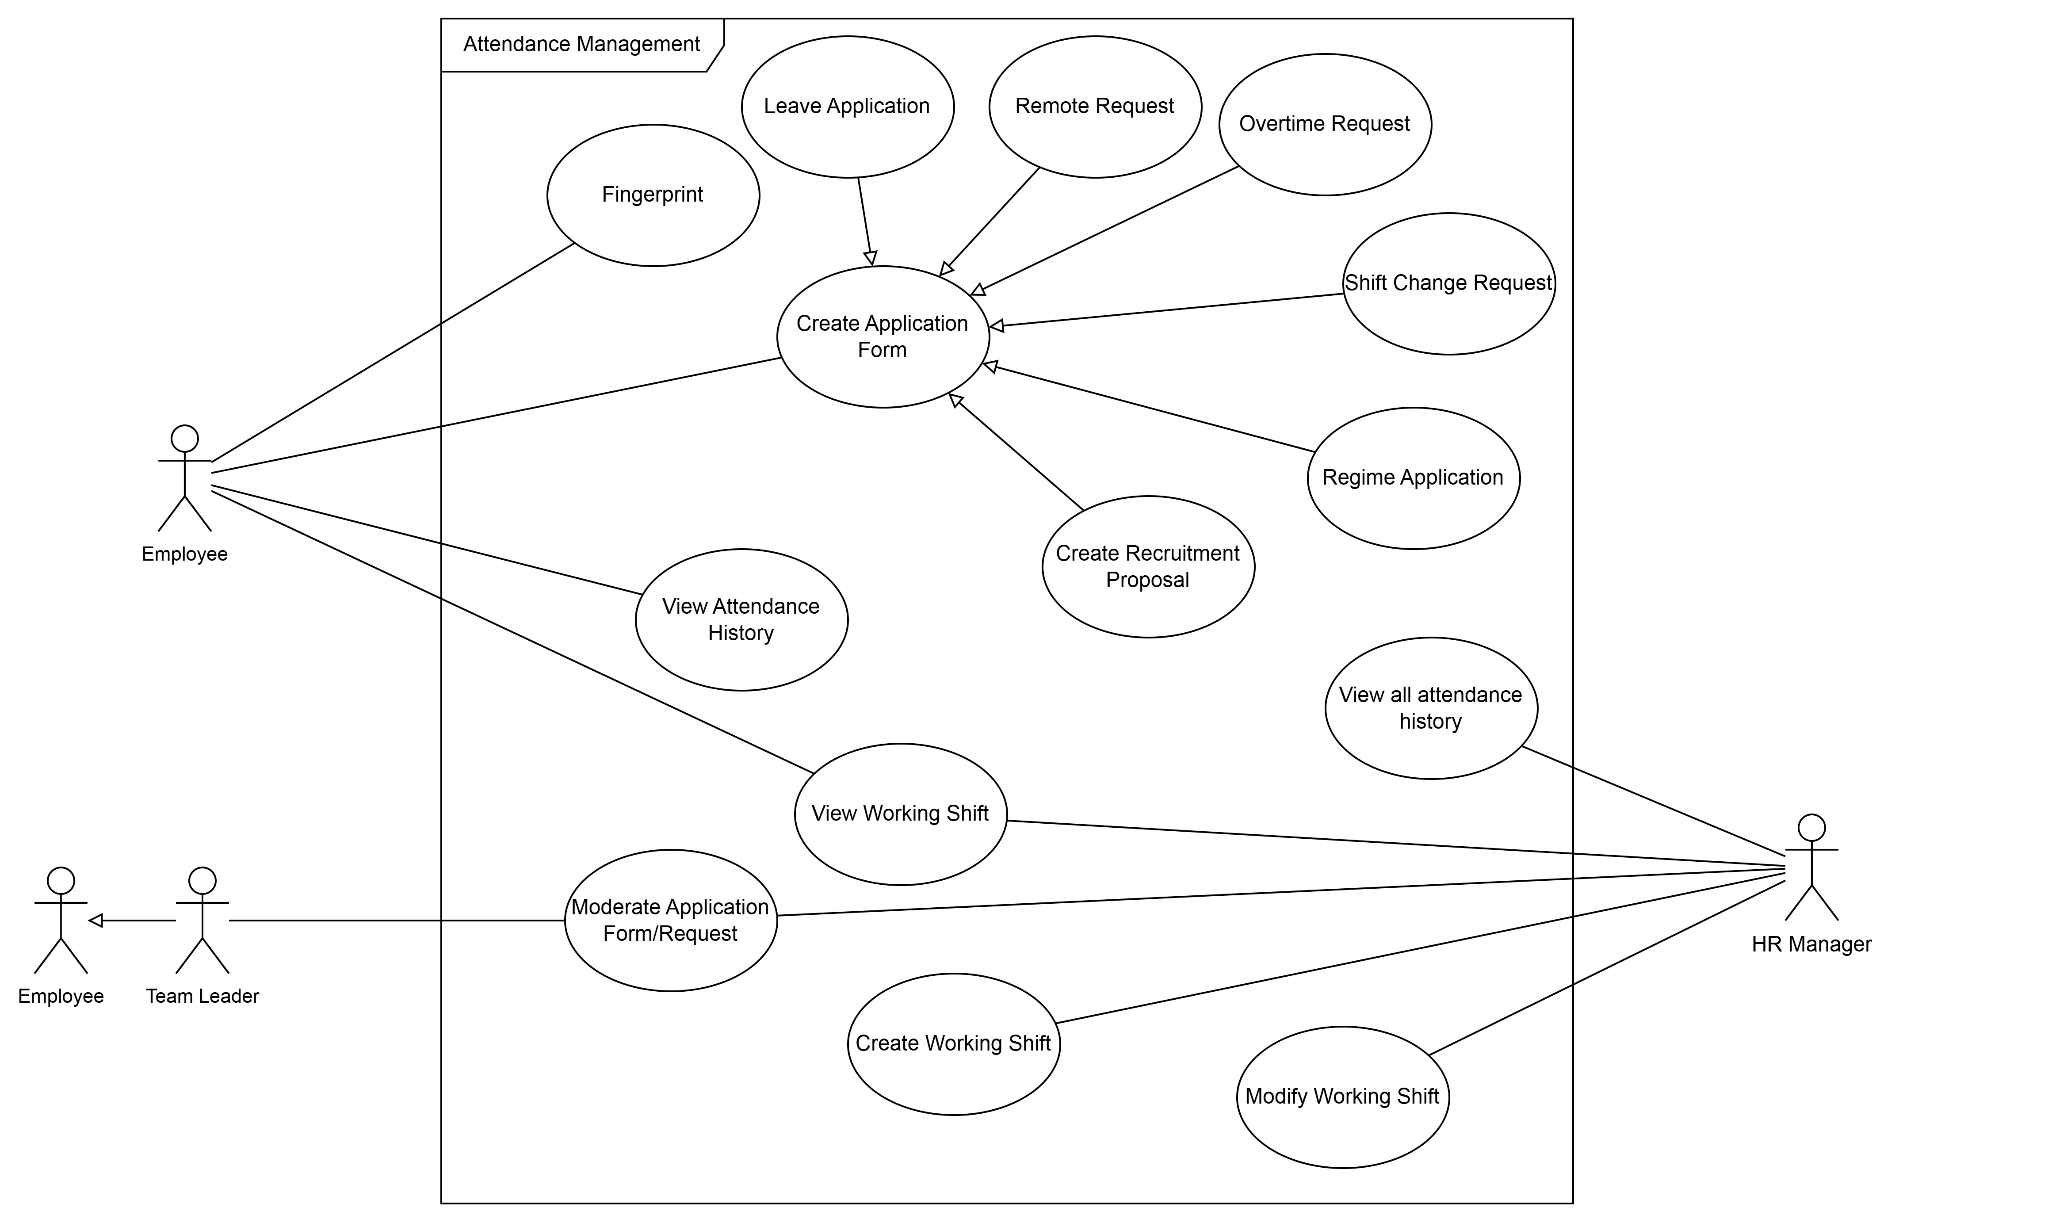 Attendance Management
Leave Application
Remote Request
Overtime Request
Fingerprint
Shift Change Request
Create Application
Form
Regime Application
Employee
Create Recruitment
Proposal
View Attendance
History
View all attendance
history
View Working Shift
Moderate Application
Form/Request
HR Manager
Employee
Team Leader
Create Working Shift
Modify Working Shift